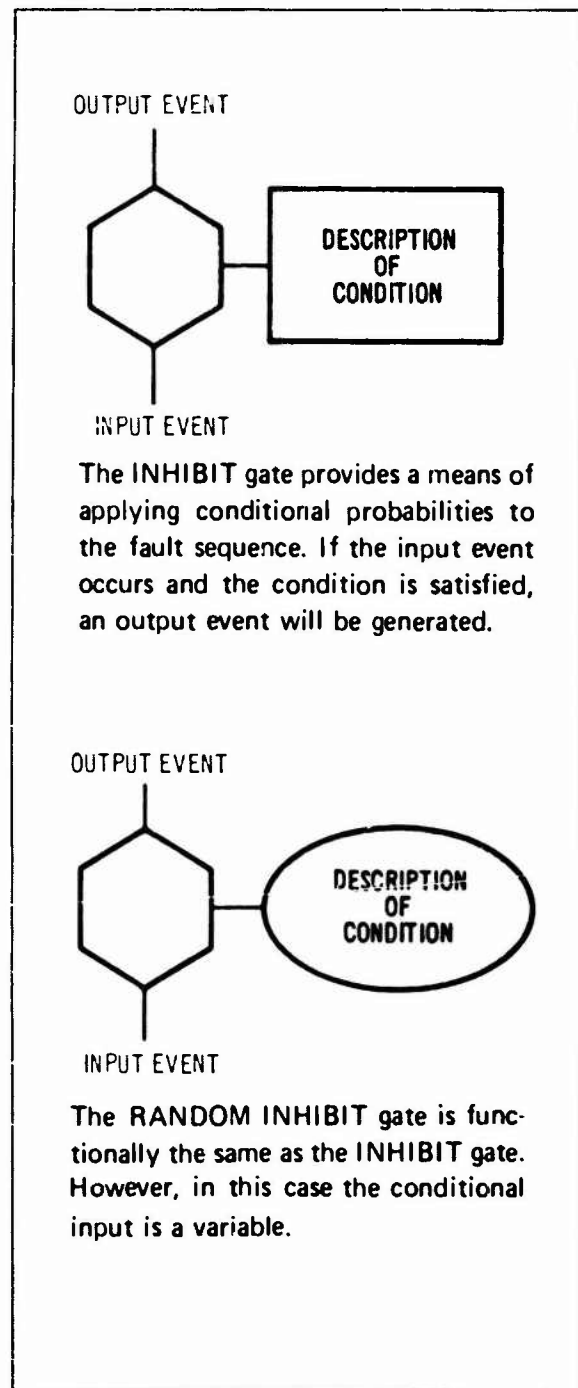 OUTPUT EVENT
DESCRIPTION
OF
CONDITION
INPUT EVENT
The INHIBIT gate provides a means of
applying conditional probabilities to
the fault sequence. If the input event
occurs and the condition is satisfied,
an output event will be generated.
OUTPUT EVENT
DESCRIPTION
OF
CONDITION
INPUT EVENT
The RANDOM INHIBIT gate is func-
tionally the same as the INHIBIT gate.
However, in this case the conditional
input is a variable.